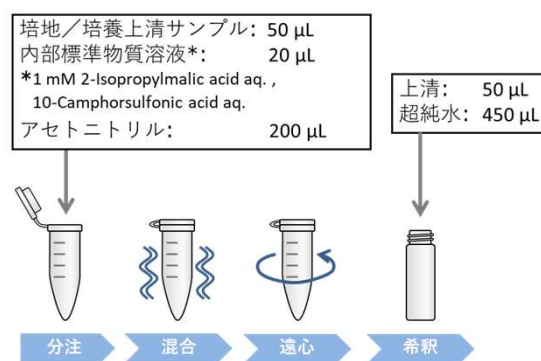 培地／培養上清サンプル: 50 µL
内部標準物質溶液*: 20 µL
*1 mM 2-Isopropylmalic acid aq. ,
10-Camphorsulfonic acid aq.
アセトニトリル: 200 µL
上清: 50 µL
超純水: 450 µL
分注 混合 遠心 希釈